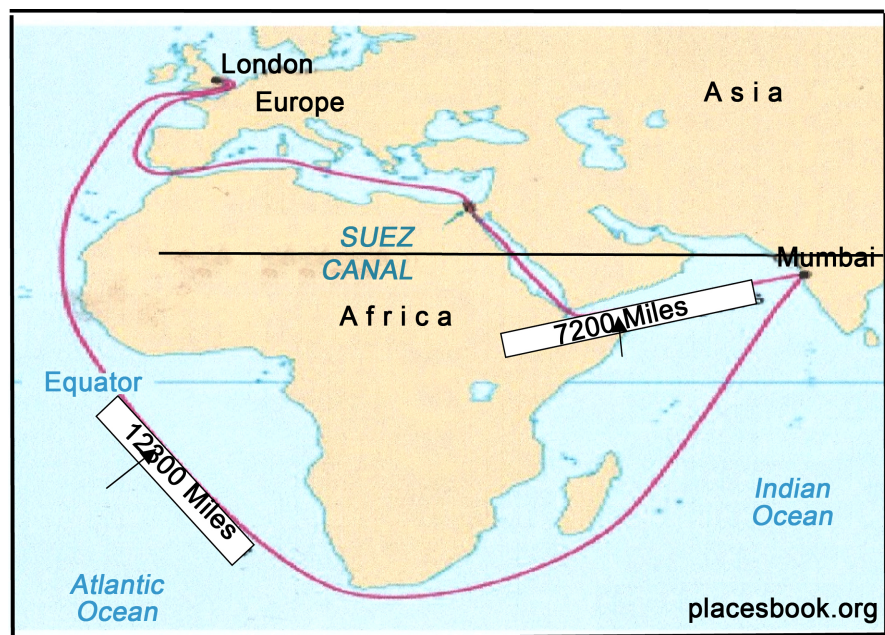 London
Europe
Asia
SUEZ
CANAL
Mumbai
Africa
7200 Miles
Equator
12300 Miles
Indian
Ocean
Atlantic
Ocean
placesbook.org